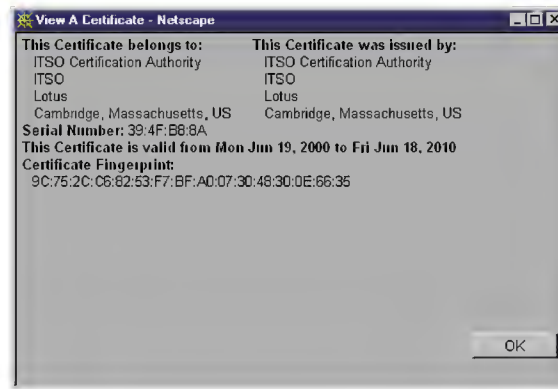 View A Certificate - Netscape
This Certificate belongs to: This Certificate was issued by:
ITSO Certification Authority ITSO Certification Authority
ITSO ITSO
Lotus Lotus
Cambridge, Massachusetts, US Cambridge, Massachusetts, US
Serial Number: 39:4F:B8:8A
This Certificate is valid from Mon Jun 19, 2000 to Fri Jun 18, 2010
Certificate Fingerprint:
9C:75:2C:C6:82:53:F7:BF:A0:07:30:48:30:0E:66:35
OK